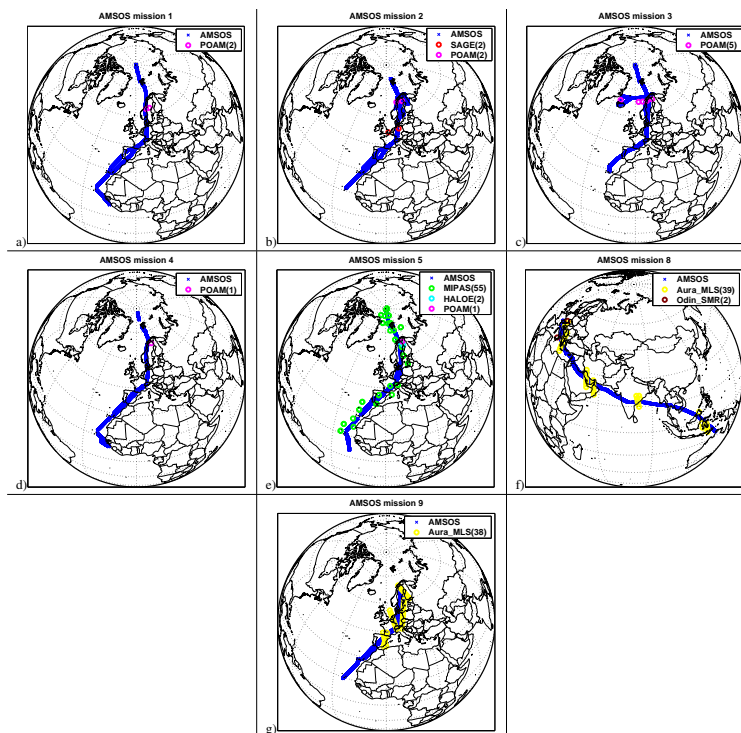 AMSOS mission 1
AMSOS
POAM(2)
a)
AMSOS mission 2
AMSOS
SAGE(2)
POAM(2)
b)
AMSOS mission 3
AMSOS
POAM(5)
c)
AMSOS mission 4
AMSOS
POAM(1)
d)
AMSOS mission 5
AMSOS
MIPAS(55)
HALOE(2)
POAM(1)
e)
AMSOS mission 8
AMSOS
Aura_MLS(39)
Odin_SMR(2)
f)
AMSOS mission 9
AMSOS
Aura_MLS(38)
g)